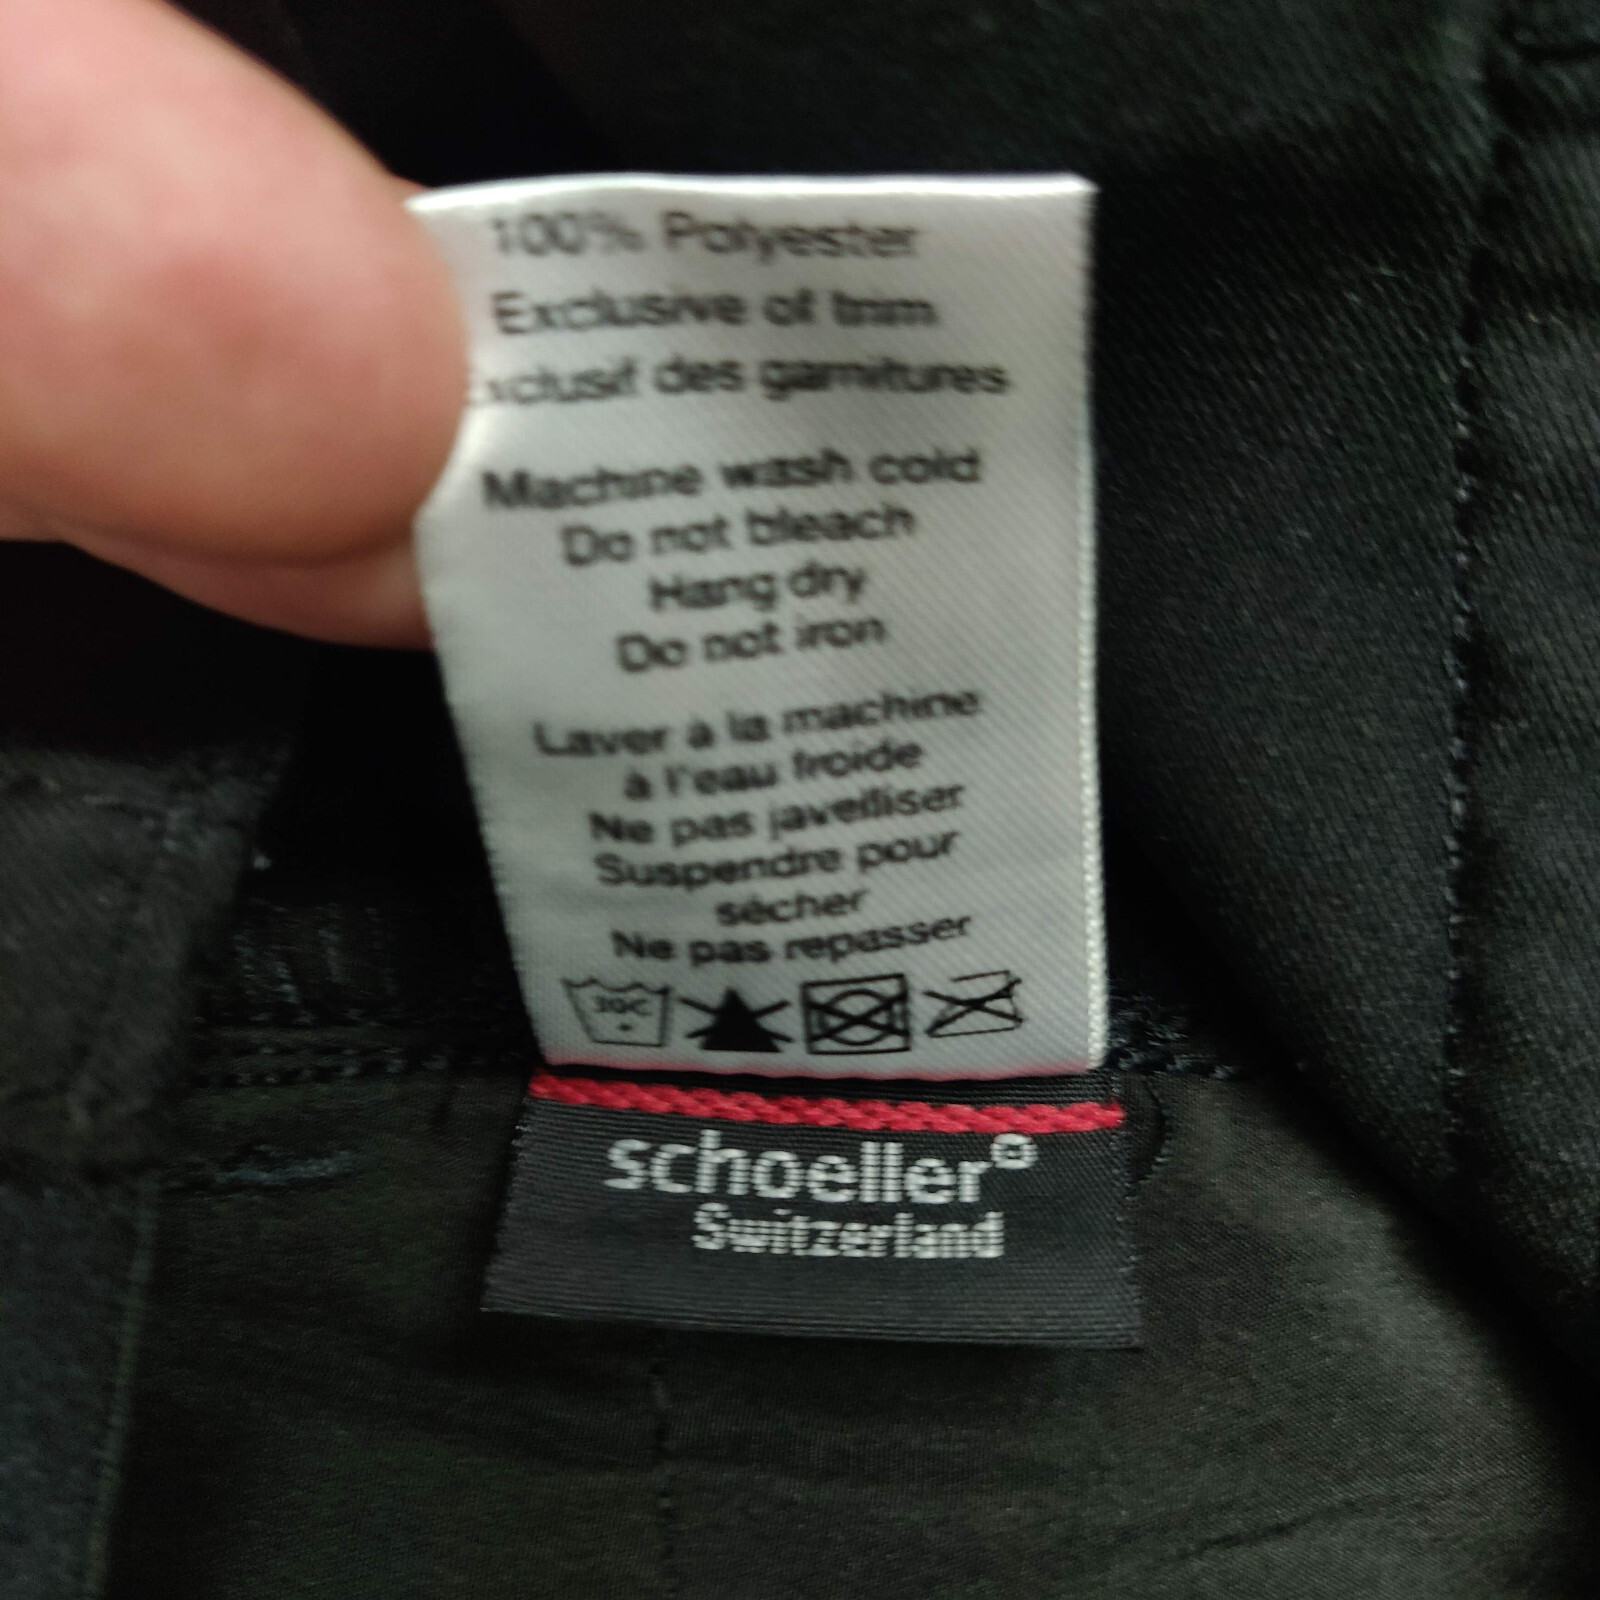 100% Polyester
Exclusive of trim
xclusif des garnitures
Machine wash cold
Do not bleach
Hang dry
Do not iron
Laver à la machine
à l'eau froide
Ne pas javelliser
Suspendre pour
sécher
Ne pas repasser
30C
schoeller®
Switzerland